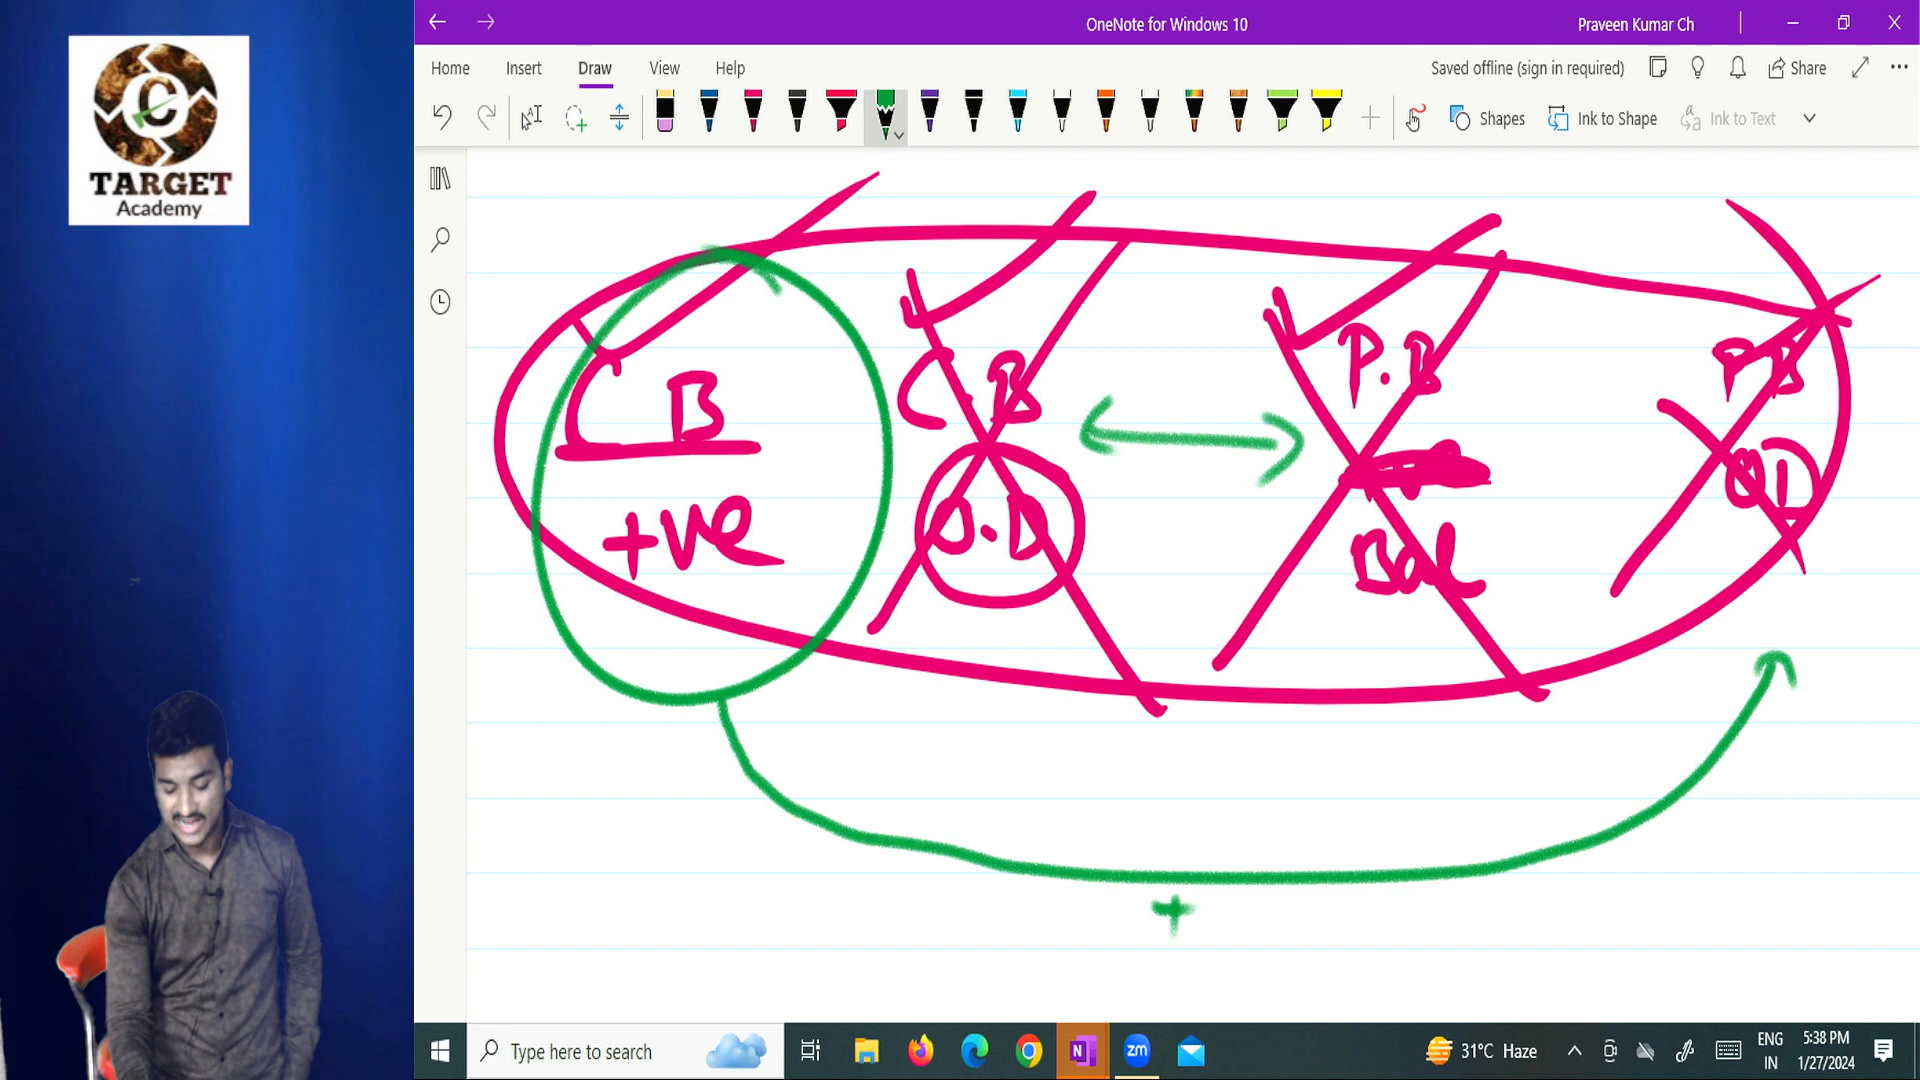 TARGET
Academy
OneNote for Windows 10
Praveen Kumar Ch
Home Insert Draw View Help
Saved offline (sign in required)
Share
Shapes
Ink to Shape
Ink to Text
C B
+ve
C.B
O.D
P.B
Bal
P.B
OD
+
Type here to search
zm
N
31°C Haze
ENG
IN
5:38 PM
1/27/2024